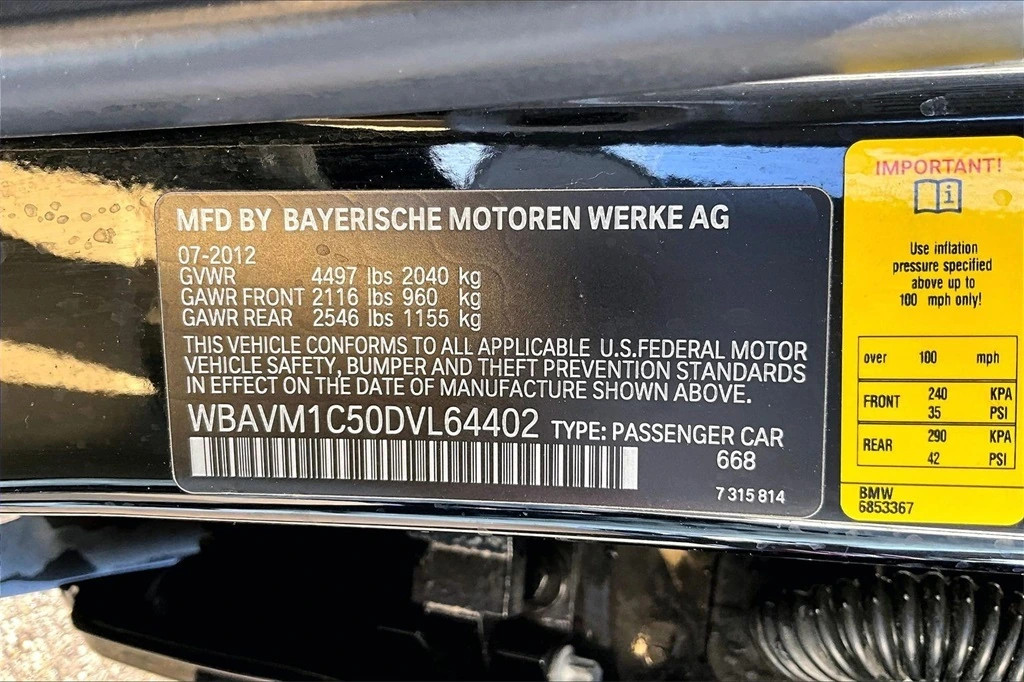 MFD BY BAYERISCHE MOTOREN WERKE AG
07-2012
GVWR 4497 lbs 2040 kg
GAWR FRONT 2116 lbs 960 kg
GAWR REAR 2546 lbs 1155 kg
THIS VEHICLE CONFORMS TO ALL APPLICABLE U.S.FEDERAL MOTOR
VEHICLE SAFETY, BUMPER AND THEFT PREVENTION STANDARDS
IN EFFECT ON THE DATE OF MANUFACTURE SHOWN ABOVE.
WBAVM1C50DVL64402 TYPE: PASSENGER CAR
668
7 315 814
IMPORTANT!
i
Use inflation
pressure specified
above up to
100 mph only!
over 100 mph
FRONT 240 KPA
35 PSI
REAR 290 KPA
42 PSI
BMW
6853367